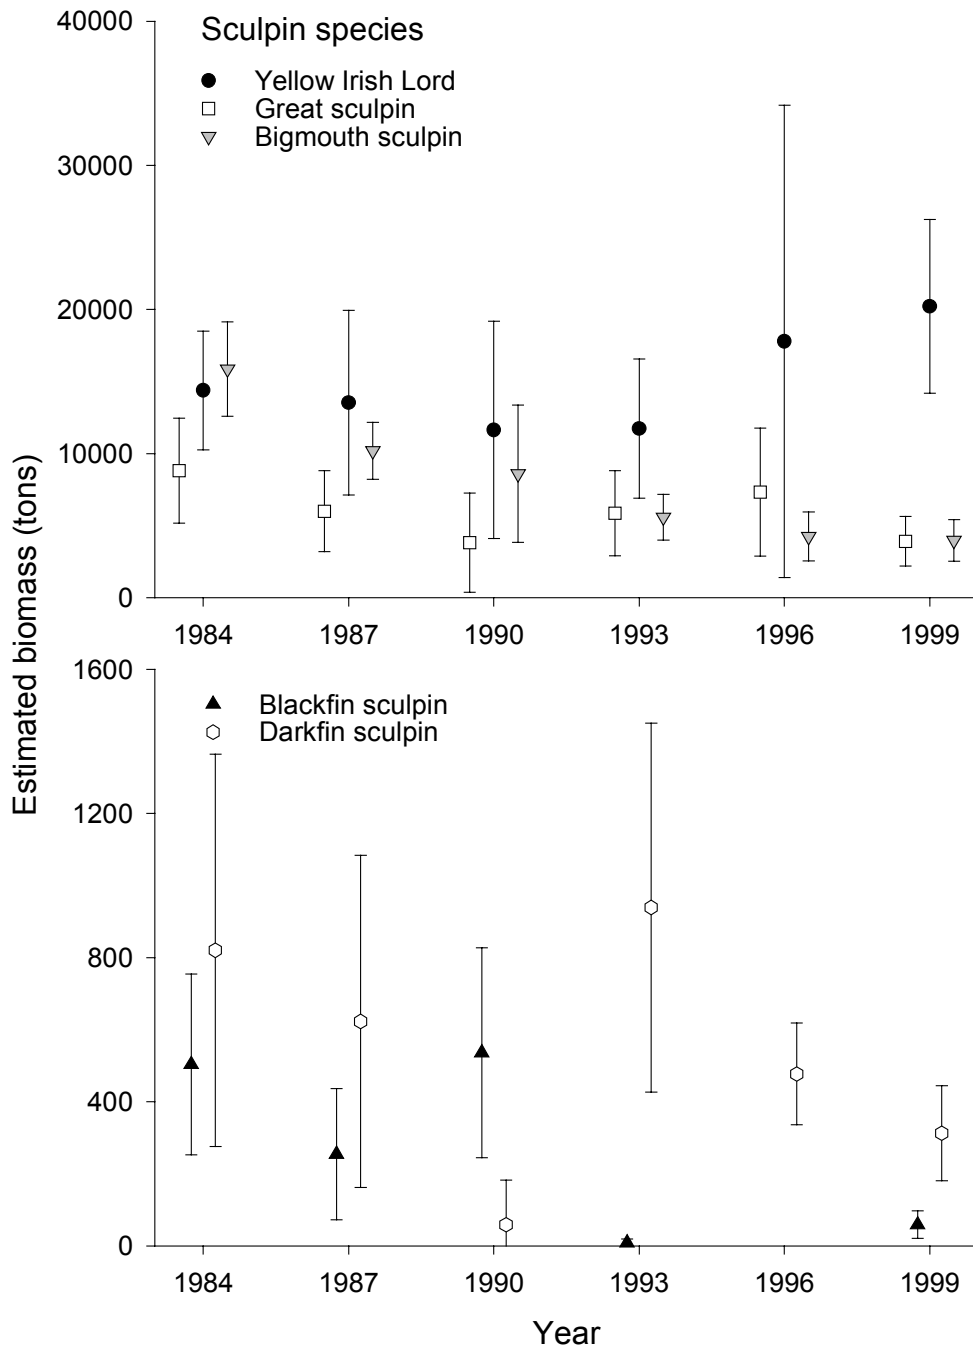 40000
Sculpin species
Yellow Irish Lord
Great sculpin
Bigmouth sculpin
30000
20000
10000
0
1984 1987 1990 1993 1996 1999
Estimated biomass (tons)
1600
Blackfin sculpin
Darkfin sculpin
1200
800
400
0
1984 1987 1990 1993 1996 1999
Year